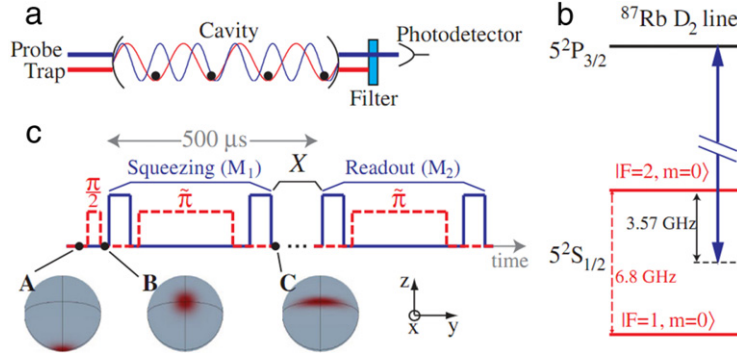 a
Cavity
Probe
Trap
Photodetector
Filter
b
⁸⁷Rb D₂ line
5²P₃/₂
|F=2, m=0⟩
3.57 GHz
5²S₁/₂
6.8 GHz
|F=1, m=0⟩
c
500 μs
Squeezing (M₁)
X
Readout (M₂)
π/2
π̃
π̃
time
A
B
C
z
x
y